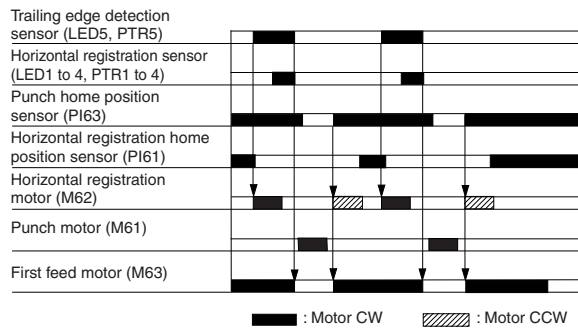 Trailing edge detection
sensor (LED5, PTR5)
Horizontal registration sensor
(LED1 to 4, PTR1 to 4)
Punch home position
sensor (PI63)
Horizontal registration home
position sensor (PI61)
Horizontal registration
motor (M62)
Punch motor (M61)
First feed motor (M63)
: Motor CW : Motor CCW